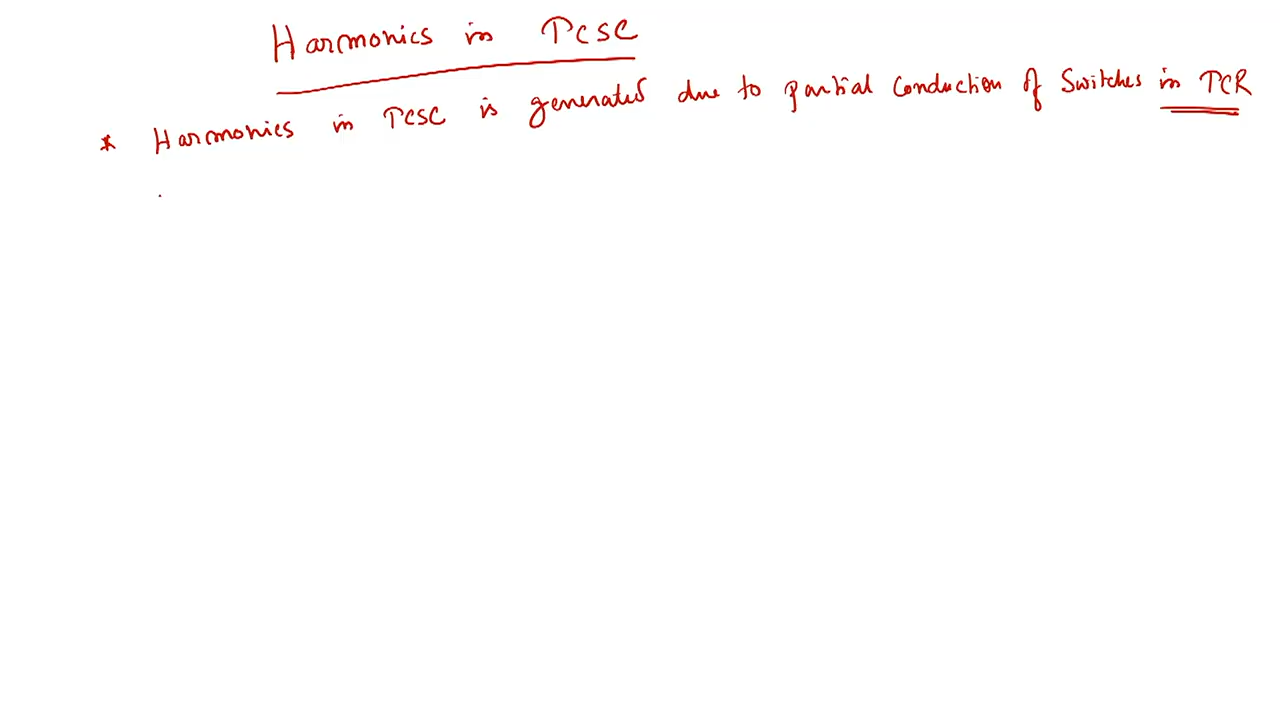 Harmonics in TCSC
* Harmonics in TCSC is generated due to partial conduction of switches in TCR